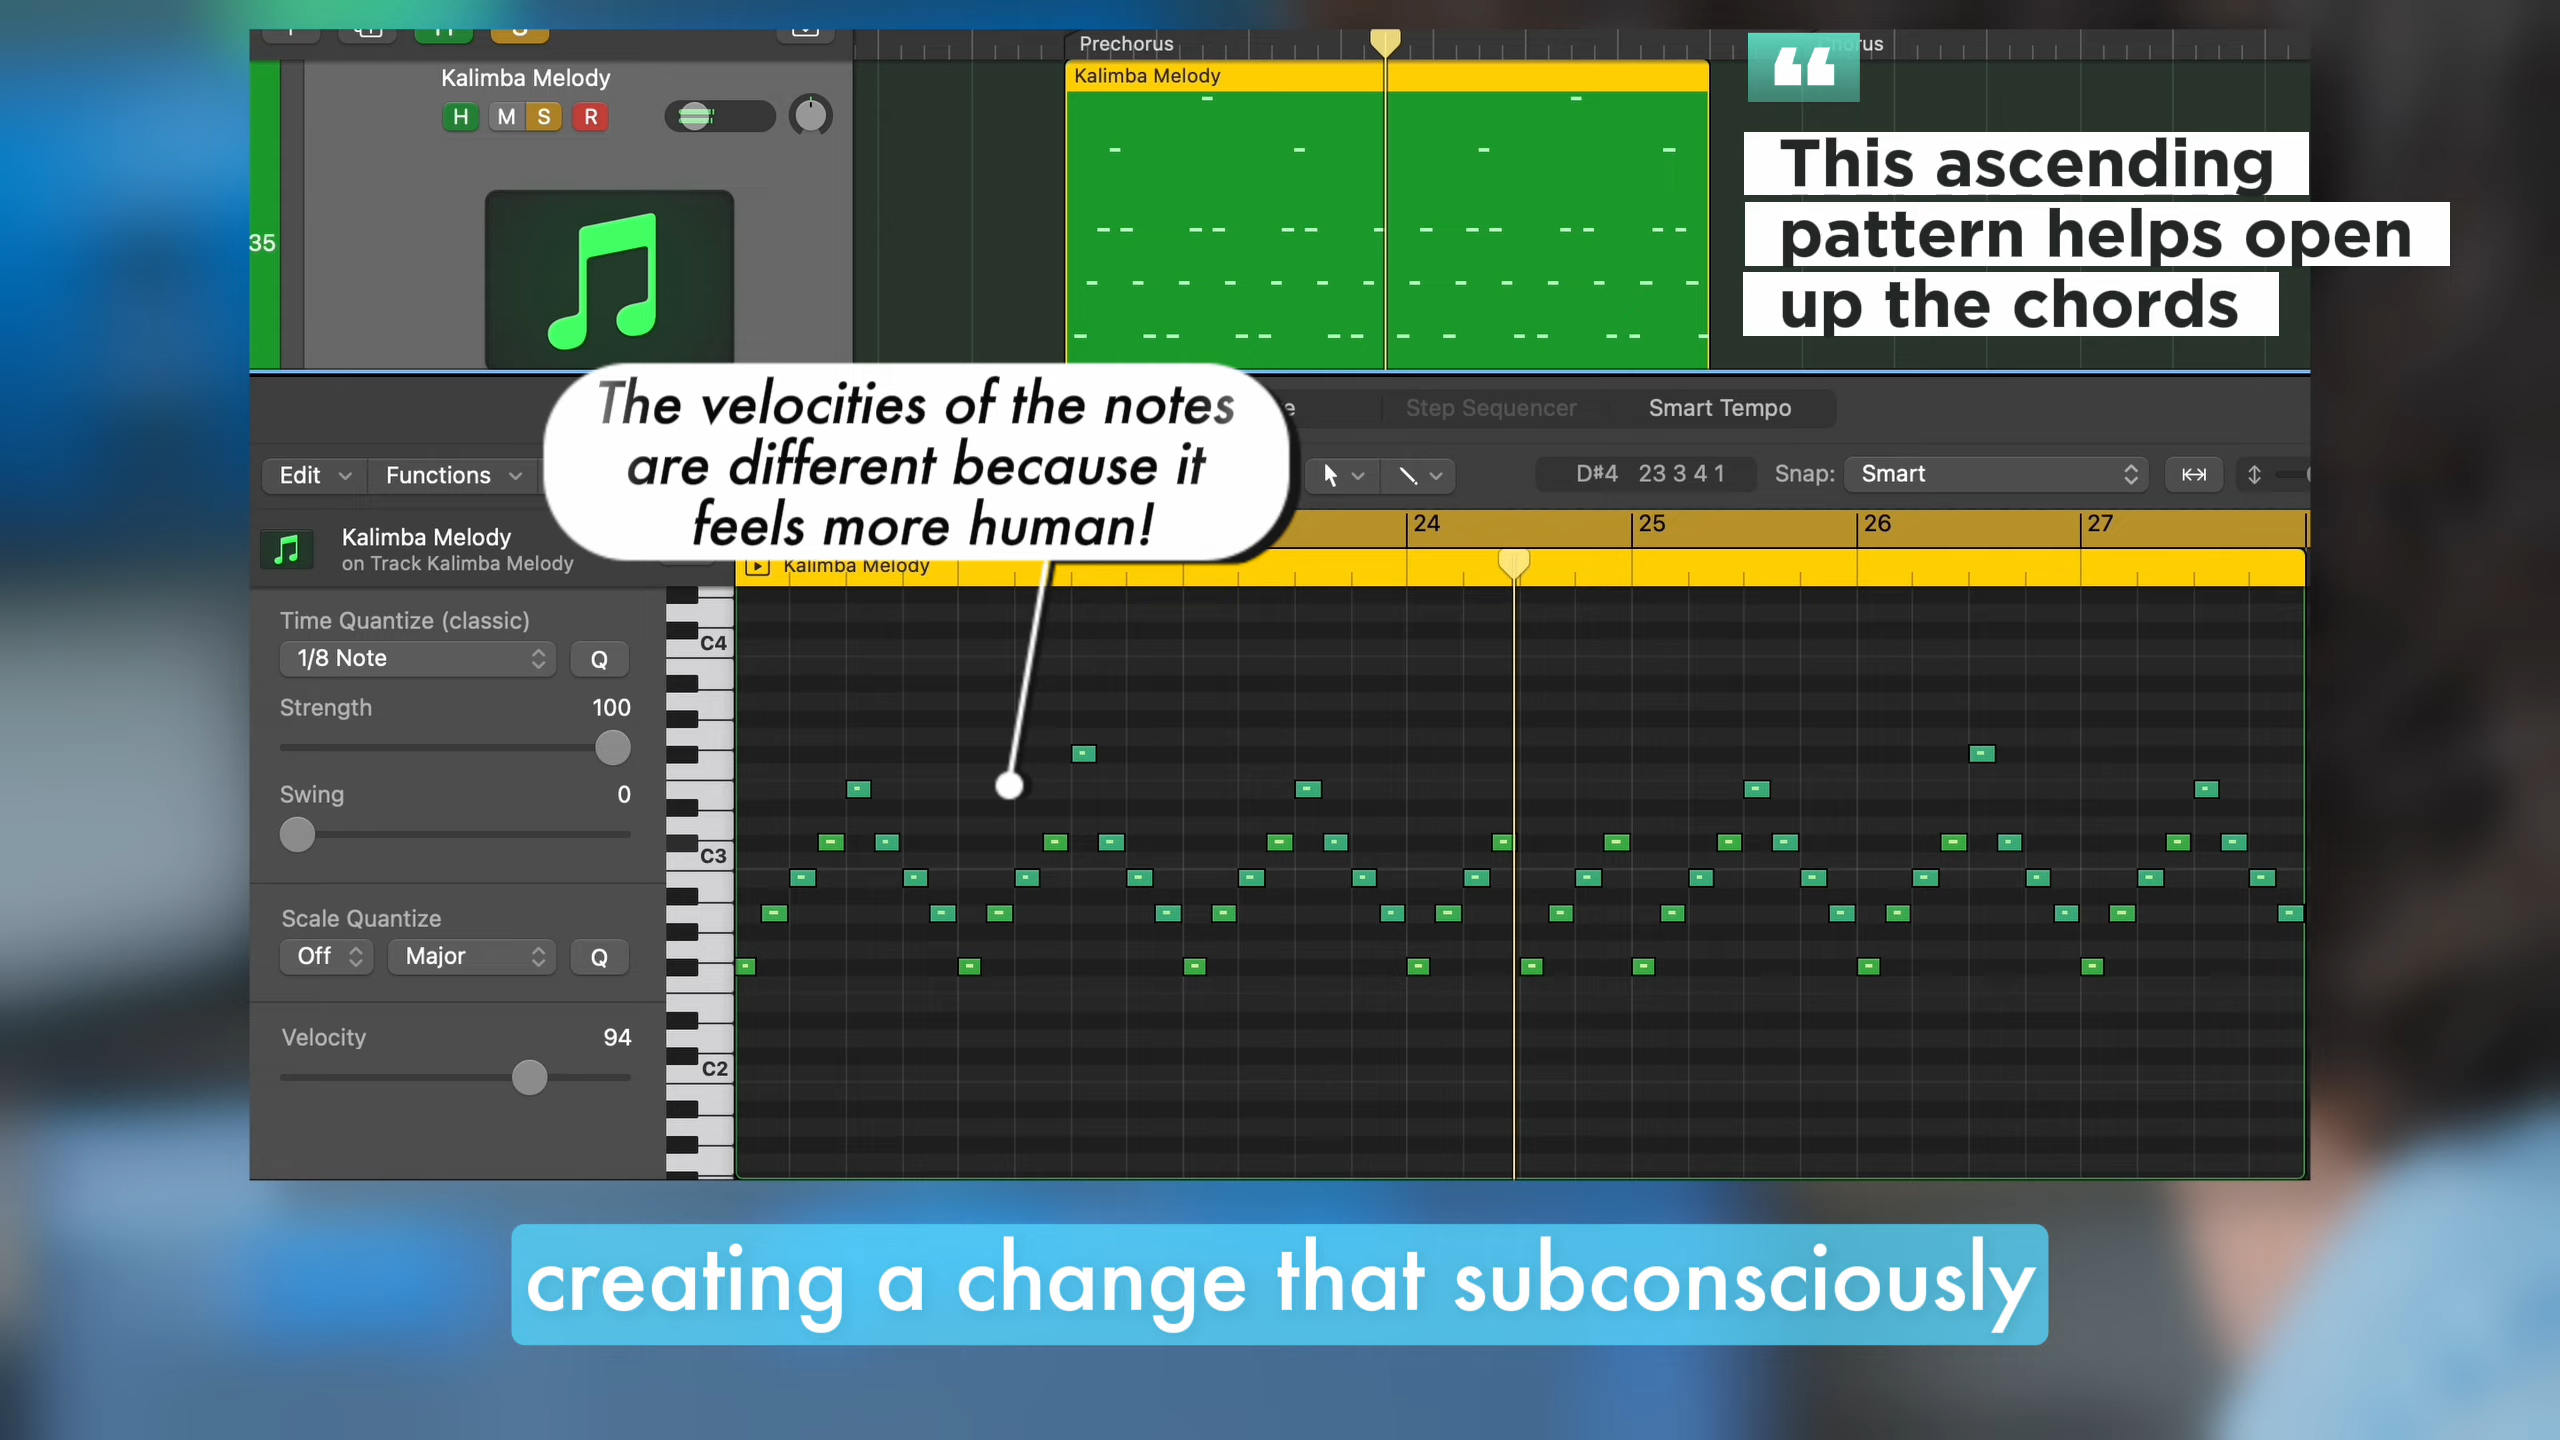 Prechorus
Chorus
Kalimba Melody
Kalimba Melody
H M S R
35
“
This ascending
pattern helps open
up the chords
The velocities of the notes
are different because it
feels more human!
Step Sequencer
Smart Tempo
Edit
Functions
D#4 23 3 4 1
Snap:
Smart
24
25
26
27
Kalimba Melody
on Track Kalimba Melody
Kalimba Melody
Time Quantize (classic)
1/8 Note
Q
Strength
100
Swing
0
Scale Quantize
Off
Major
Q
Velocity
94
C4
C3
C2
creating a change that subconsciously